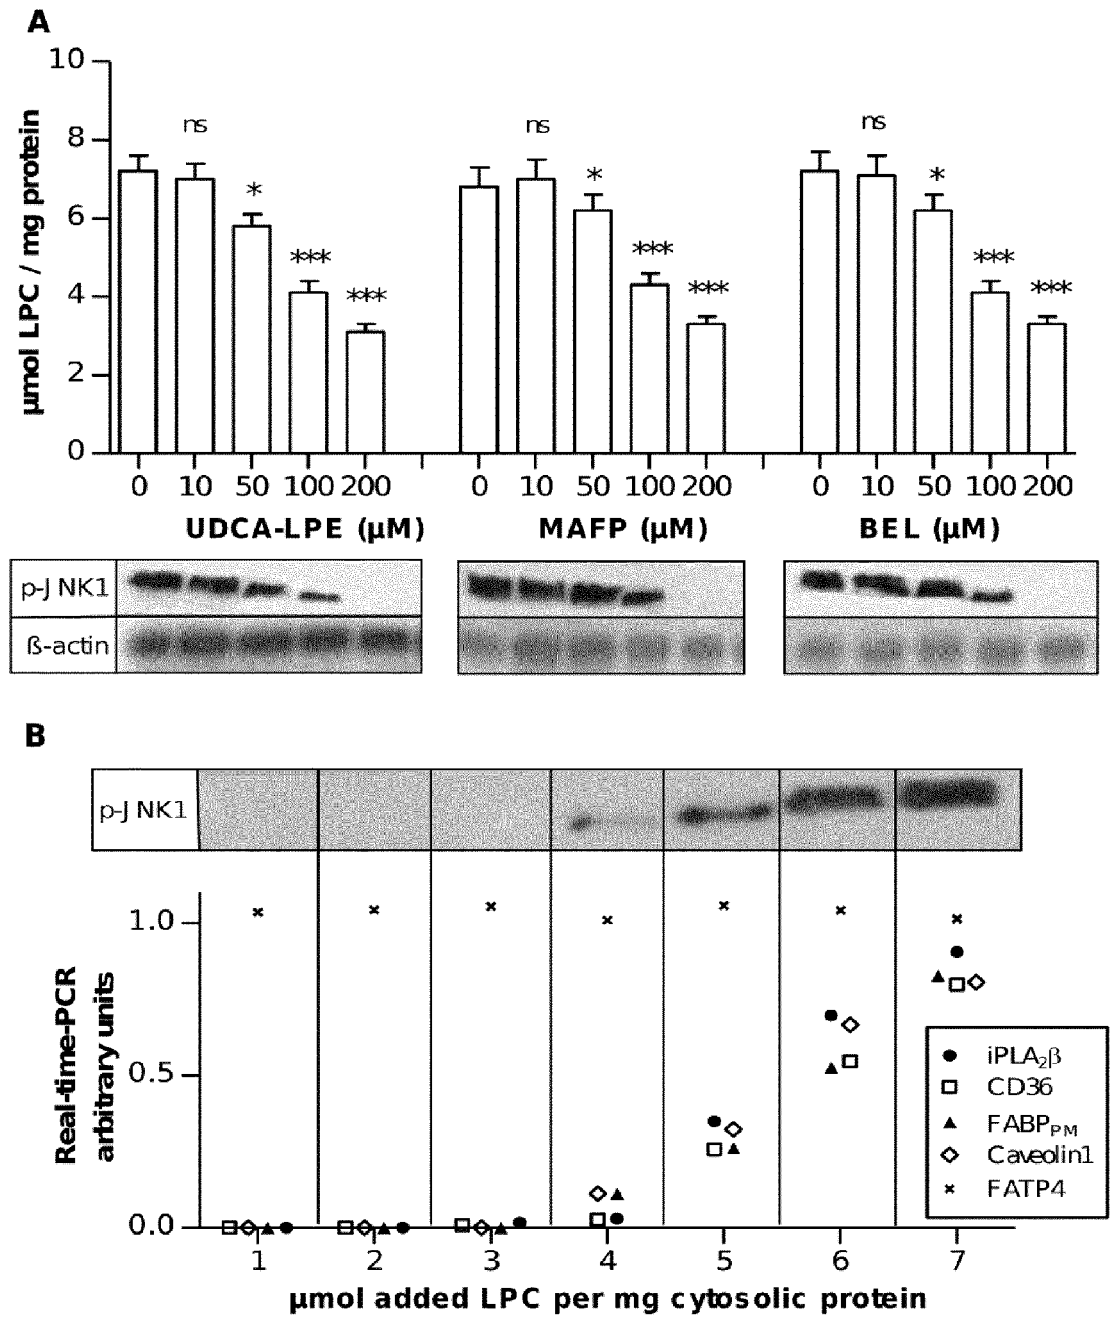 A
10
8
6
4
2
0
µmol LPC / mg protein
ns * *** ***
ns * *** ***
ns * *** ***
0 10 50 100 200 0 10 50 100 200 0 10 50 100 200
UDCA-LPE (µM) MAFP (µM) BEL (µM)
p-JNK1
ß-actin
B
p-JNK1
1.0
0.5
0.0
Real-time-PCR
arbitrary units
iPLA₂β
CD36
FABPPM
Caveolin1
FATP4
1 2 3 4 5 6 7
µmol added LPC per mg cytosolic protein